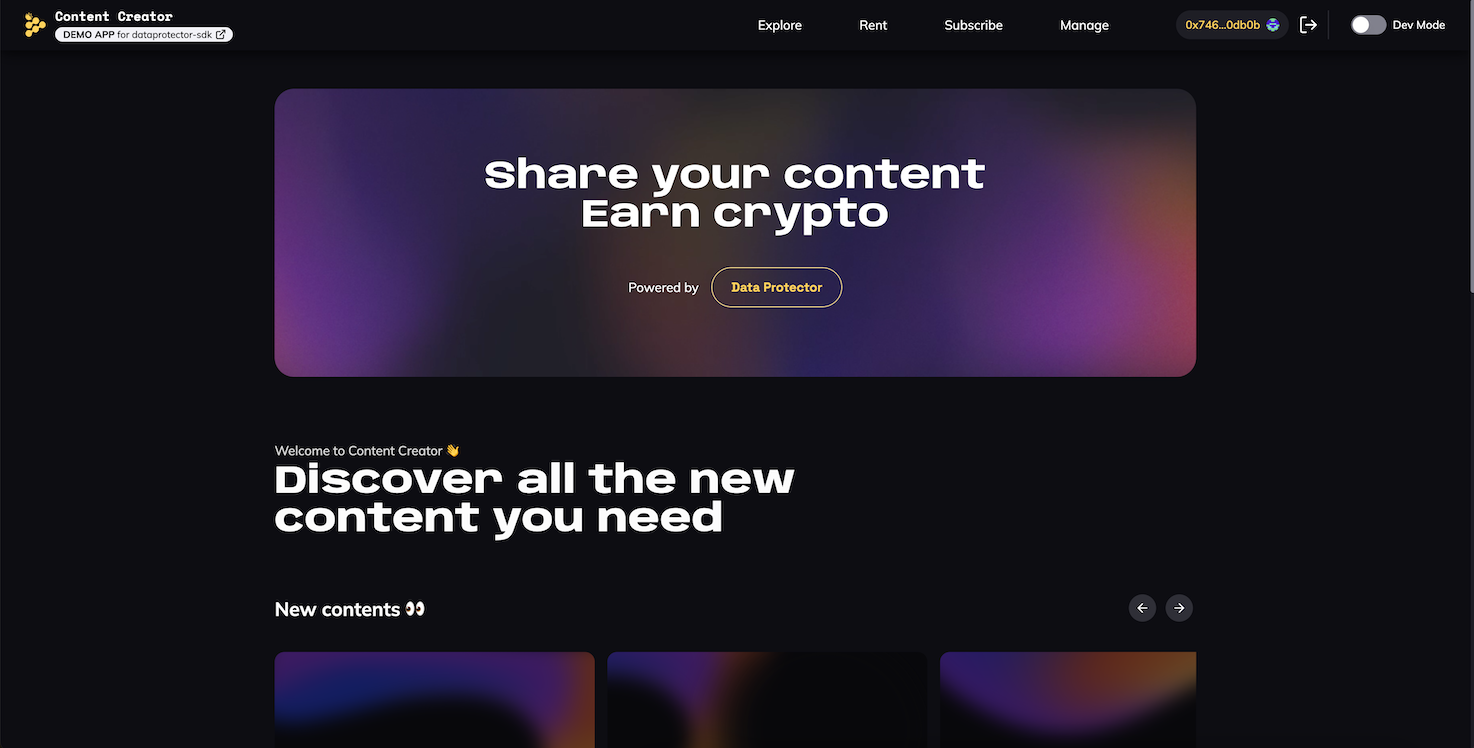 Content Creator
DEMO APP for dataprotector-sdk
Explore
Rent
Subscribe
Manage
0x746...0db0b
Dev Mode
Share your content
Earn crypto
Powered by
Data Protector
Welcome to Content Creator 👋
Discover all the new
content you need
New contents 👀